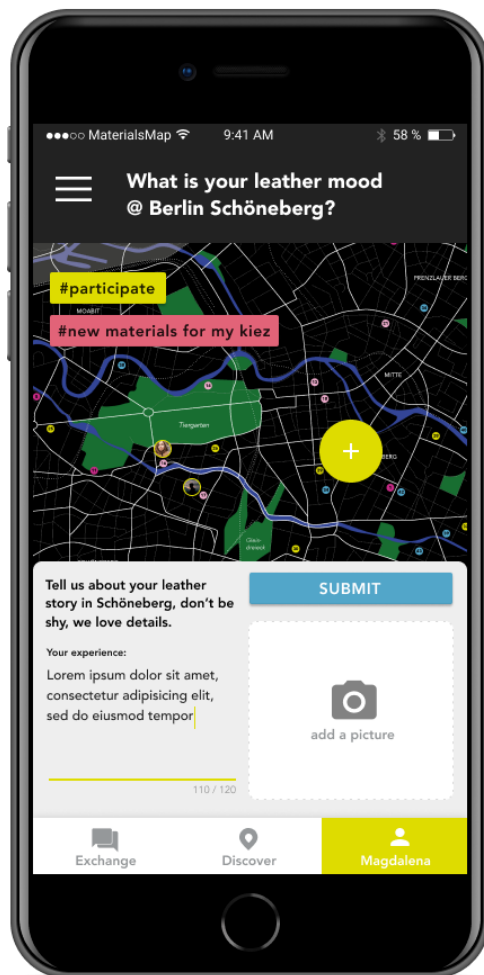 MaterialsMap
9:41 AM
58 %
What is your leather mood
@ Berlin Schöneberg?
#participate
#new materials for my kiez
MOABIT
PRENZLAUER BERG
MITTE
Tiergarten
+
BERG
Tell us about your leather
story in Schöneberg, don't be
shy, we love details.
SUBMIT
Your experience:
Lorem ipsum dolor sit amet,
consectetur adipisicing elit,
sed do eiusmod tempor
add a picture
110 / 120
Exchange
Discover
Magdalena